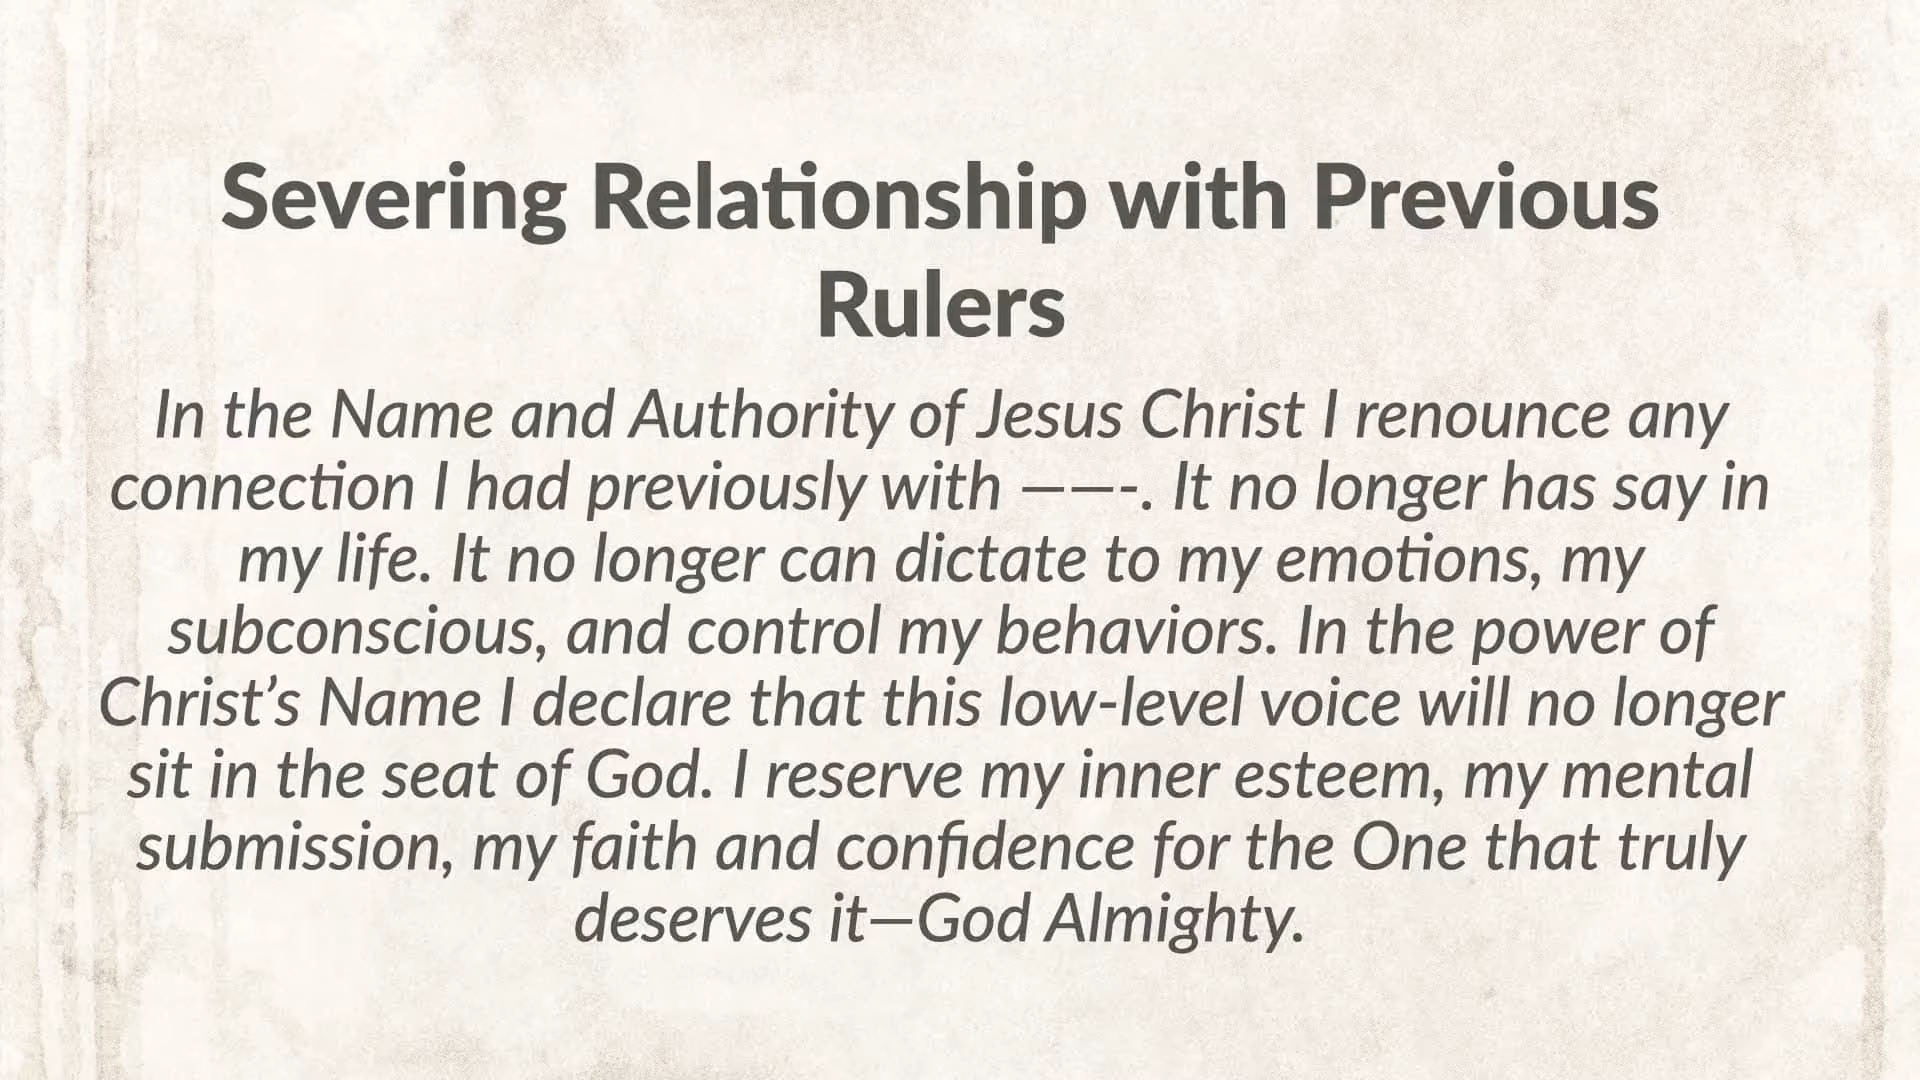 Severing Relationship with Previous
Rulers
In the Name and Authority of Jesus Christ I renounce any
connection I had previously with ——-. It no longer has say in
my life. It no longer can dictate to my emotions, my
subconscious, and control my behaviors. In the power of
Christ’s Name I declare that this low-level voice will no longer
sit in the seat of God. I reserve my inner esteem, my mental
submission, my faith and confidence for the One that truly
deserves it—God Almighty.